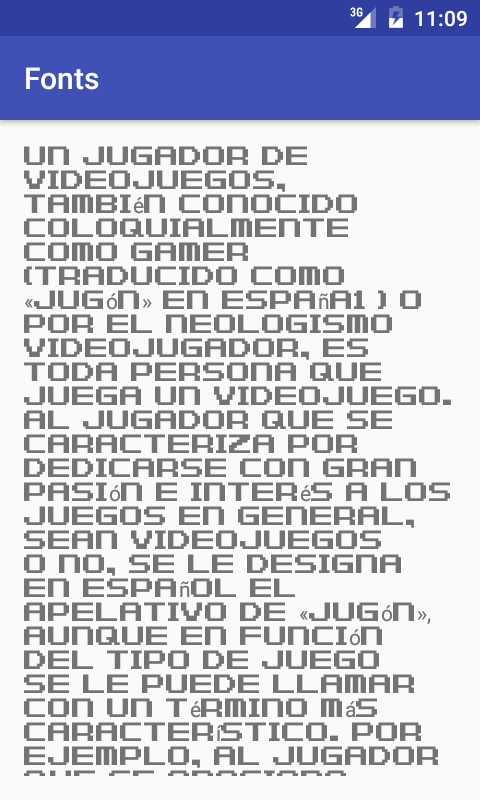 3G 11:09
Fonts
UN JUGADOR DE
VIDEOJUEGOS,
TAMBIéN CONOCIDO
COLOQUIALMENTE
COMO GAMER
(TRADUCIDO COMO
«JUGóN» EN ESPAñA1 ) O
POR EL NEOLOGISMO
VIDEOJUGADOR, ES
TODA PERSONA QUE
JUEGA UN VIDEOJUEGO.
AL JUGADOR QUE SE
CARACTERIZA POR
DEDICARSE CON GRAN
PASIóN E INTERéS A LOS
JUEGOS EN GENERAL,
SEAN VIDEOJUEGOS
O NO, SE LE DESIGNA
EN ESPAñOL EL
APELATIVO DE «JUGóN»,
AUNQUE EN FUNCIóN
DEL TIPO DE JUEGO
SE LE PUEDE LLAMAR
CON UN TéRMINO MáS
CARACTERíSTICO. POR
EJEMPLO, AL JUGADOR